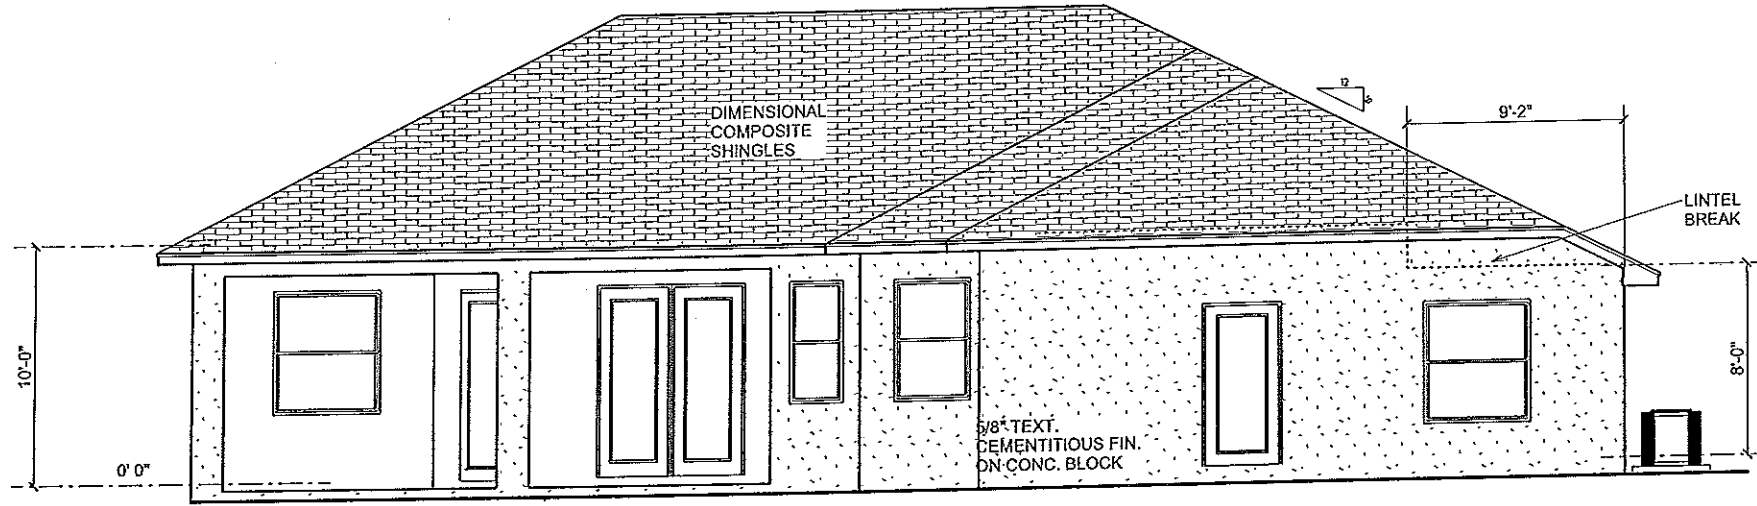 DIMENSIONAL
COMPOSITE
SHINGLES
12
9'-2"
LINTEL
BREAK
10'-0"
8'-0"
0' 0"
5/8" TEXT.
CEMENTITIOUS FIN.
ON CONC. BLOCK